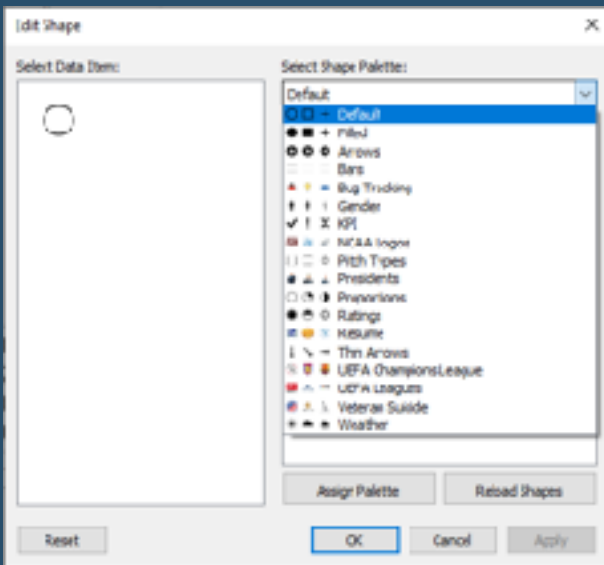 Edit Shape
Select Data Item:
Select Shape Palette:
Default
Default
Filled
Arrows
Bars
Bug Tracking
Gender
KPI
NCAA logos
Pitch Types
Presidents
Proportions
Ratings
Resume
Thin Arrows
UEFA ChampionsLeague
UEFA Leagues
Veteran Suicide
Weather
Assign Palette
Reload Shapes
Reset
OK
Cancel
Apply